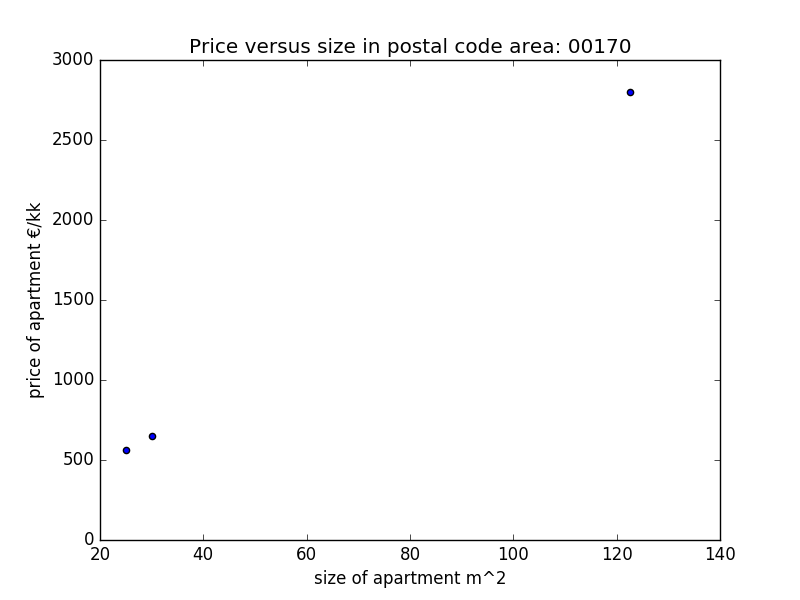 Price versus size in postal code area: 00170
3000
2500
2000
1500
1000
500
0
price of apartment €/kk
20 40 60 80 100 120 140
size of apartment m^2